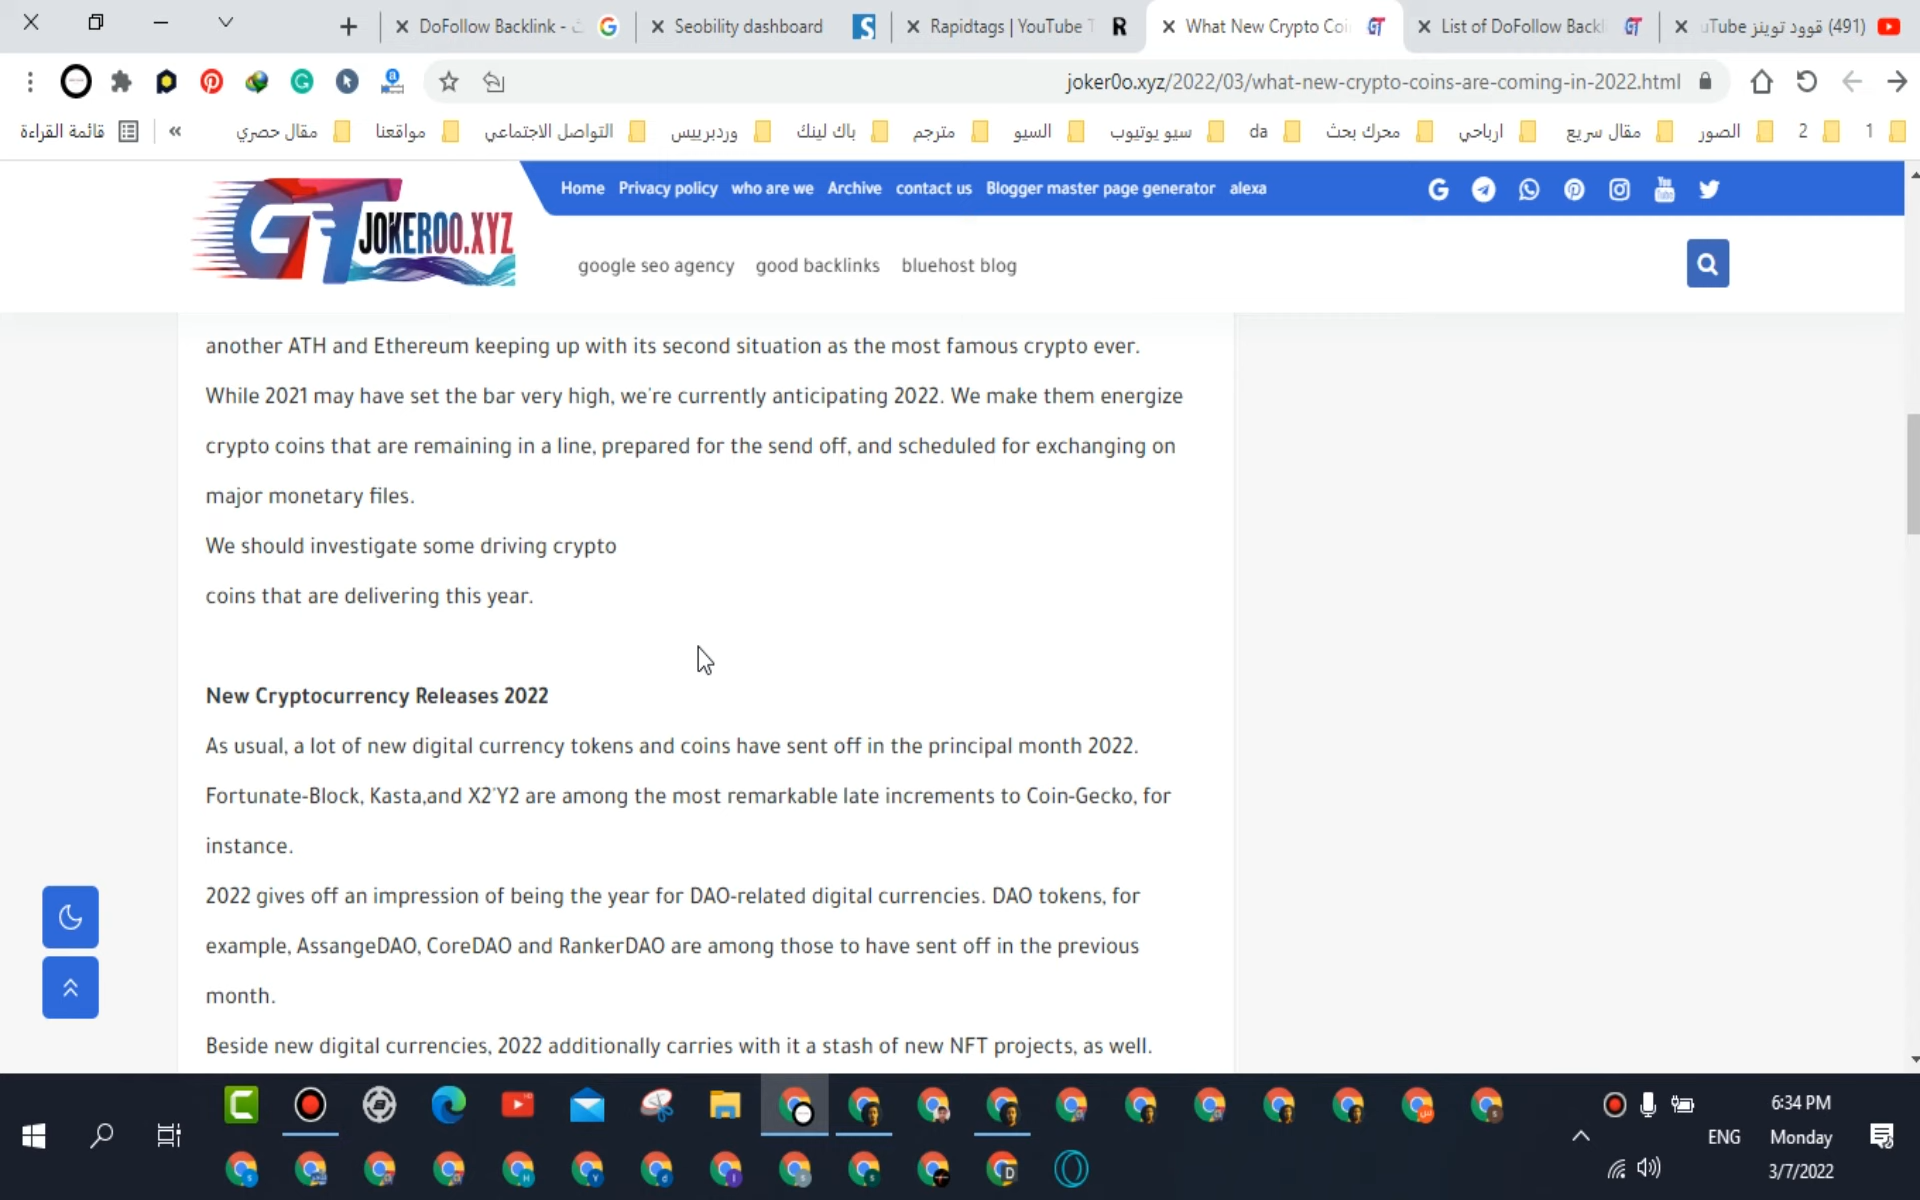 DoFollow Backlink -
Seobility dashboard
Rapidtags | YouTube T
What New Crypto Coi
List of DoFollow Backl
uTube قوود توينز (491)
joker0o.xyz/2022/03/what-new-crypto-coins-are-coming-in-2022.html
قائمة القراءة
«
مقال حصري
مواقعنا
التواصل الاجتماعي
وردبرييس
باك لينك
مترجم
السيو
سيو يوتيوب
da
محرك بحث
ارباحي
مقال سريع
الصور
2
1
Home Privacy policy who are we Archive contact us Blogger master page generator alexa
GT JOKEROO.XYZ
google seo agency good backlinks bluehost blog
another ATH and Ethereum keeping up with its second situation as the most famous crypto ever.
While 2021 may have set the bar very high, we're currently anticipating 2022. We make them energize
crypto coins that are remaining in a line, prepared for the send off, and scheduled for exchanging on
major monetary files.
We should investigate some driving crypto
coins that are delivering this year.
New Cryptocurrency Releases 2022
As usual, a lot of new digital currency tokens and coins have sent off in the principal month 2022.
Fortunate-Block, Kasta,and X2'Y2 are among the most remarkable late increments to Coin-Gecko, for
instance.
2022 gives off an impression of being the year for DAO-related digital currencies. DAO tokens, for
example, AssangeDAO, CoreDAO and RankerDAO are among those to have sent off in the previous
month.
Beside new digital currencies, 2022 additionally carries with it a stash of new NFT projects, as well.
6:34 PM
ENG Monday
3/7/2022